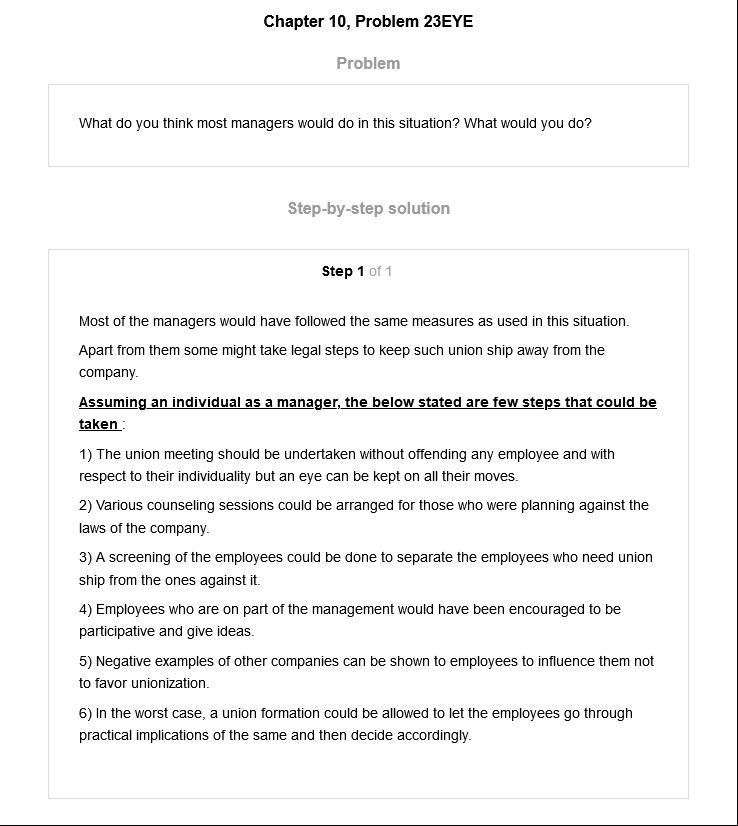 Chapter 10, Problem 23EYE
Problem
What do you think most managers would do in this situation? What would you do?
Step-by-step solution
Step 1 of 1
Most of the managers would have followed the same measures as used in this situation.
Apart from them some might take legal steps to keep such union ship away from the
company.
Assuming an individual as a manager, the below stated are few steps that could be
taken :
1) The union meeting should be undertaken without offending any employee and with
respect to their individuality but an eye can be kept on all their moves.
2) Various counseling sessions could be arranged for those who were planning against the
laws of the company.
3) A screening of the employees could be done to separate the employees who need union
ship from the ones against it.
4) Employees who are on part of the management would have been encouraged to be
participative and give ideas.
5) Negative examples of other companies can be shown to employees to influence them not
to favor unionization.
6) In the worst case, a union formation could be allowed to let the employees go through
practical implications of the same and then decide accordingly.